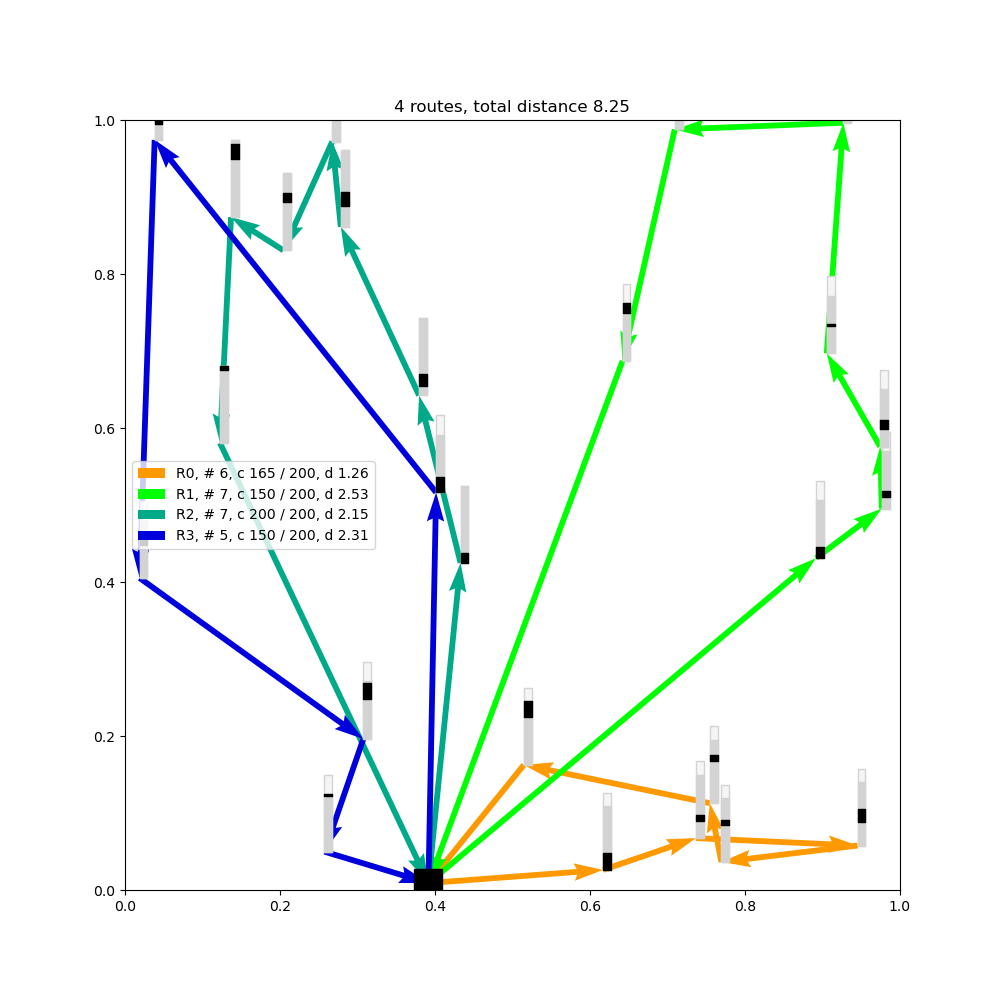 4 routes, total distance 8.25
1.0
0.8
0.6
0.4
0.2
0.0
R0, # 6, c 165 / 200, d 1.26
R1, # 7, c 150 / 200, d 2.53
R2, # 7, c 200 / 200, d 2.15
R3, # 5, c 150 / 200, d 2.31
0.0 0.2 0.4 0.6 0.8 1.0